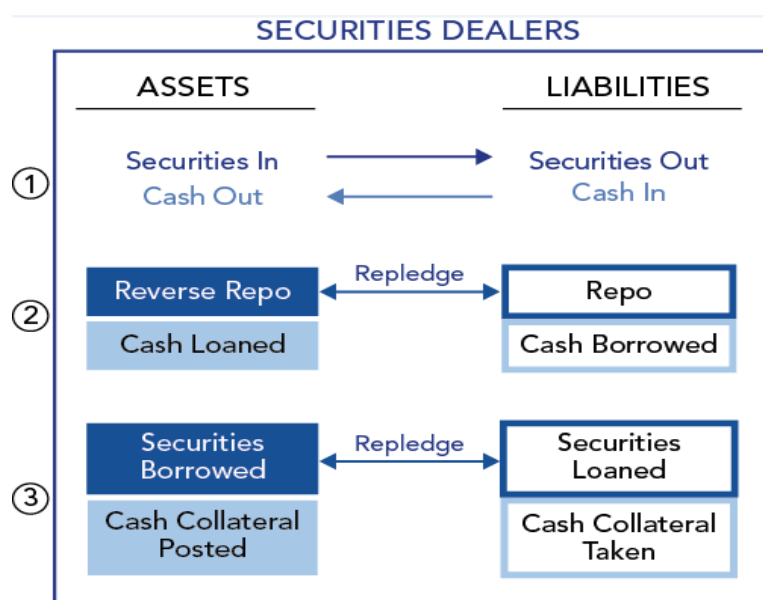 SECURITIES DEALERS
ASSETS
LIABILITIES
1
Securities In
Cash Out
Securities Out
Cash In
2
Reverse Repo
Cash Loaned
Repledge
Repo
Cash Borrowed
3
Securities
Borrowed
Cash Collateral
Posted
Repledge
Securities
Loaned
Cash Collateral
Taken